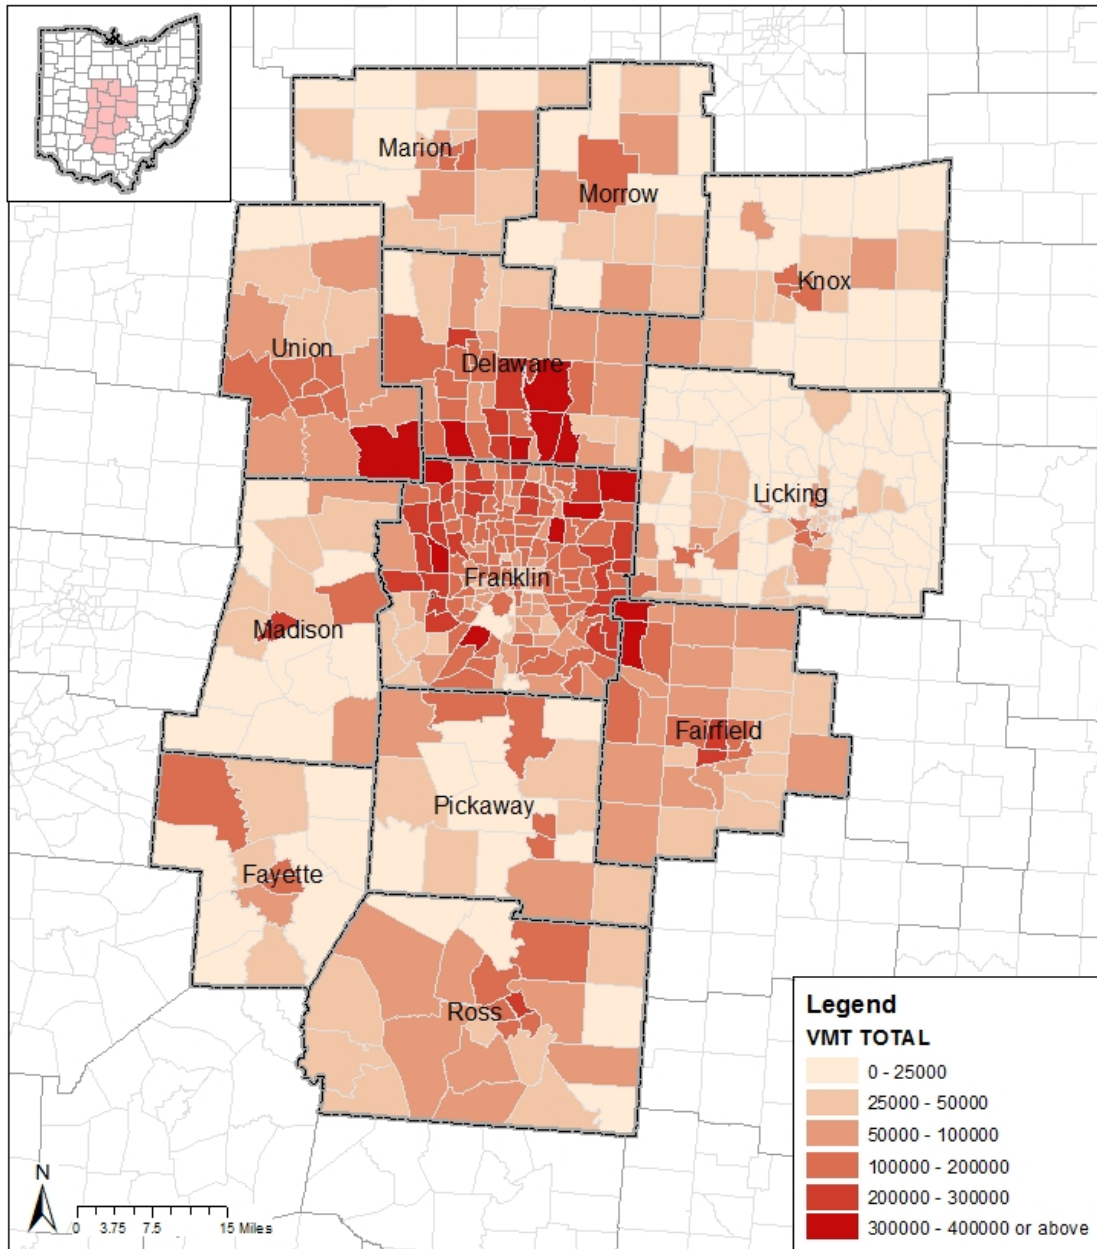 Marion
Morrow
Knox
Union
Delaware
Licking
Franklin
Madison
Fairfield
Pickaway
Fayette
Ross
Legend
VMT TOTAL
0 - 25000
25000 - 50000
50000 - 100000
100000 - 200000
200000 - 300000
300000 - 400000 or above
N
0 3.75 7.5 15 Miles